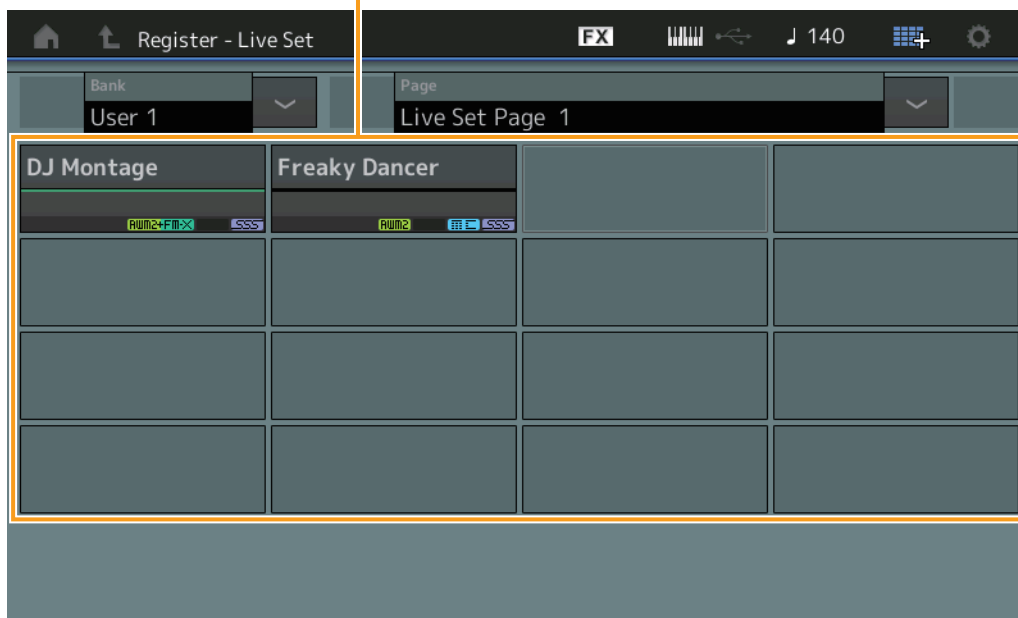 Register - Live Set
FX
♩ 140
Bank
User 1
Page
Live Set Page 1
DJ Montage
AWM2+FM-X
SSS
Freaky Dancer
AWM2
SSS